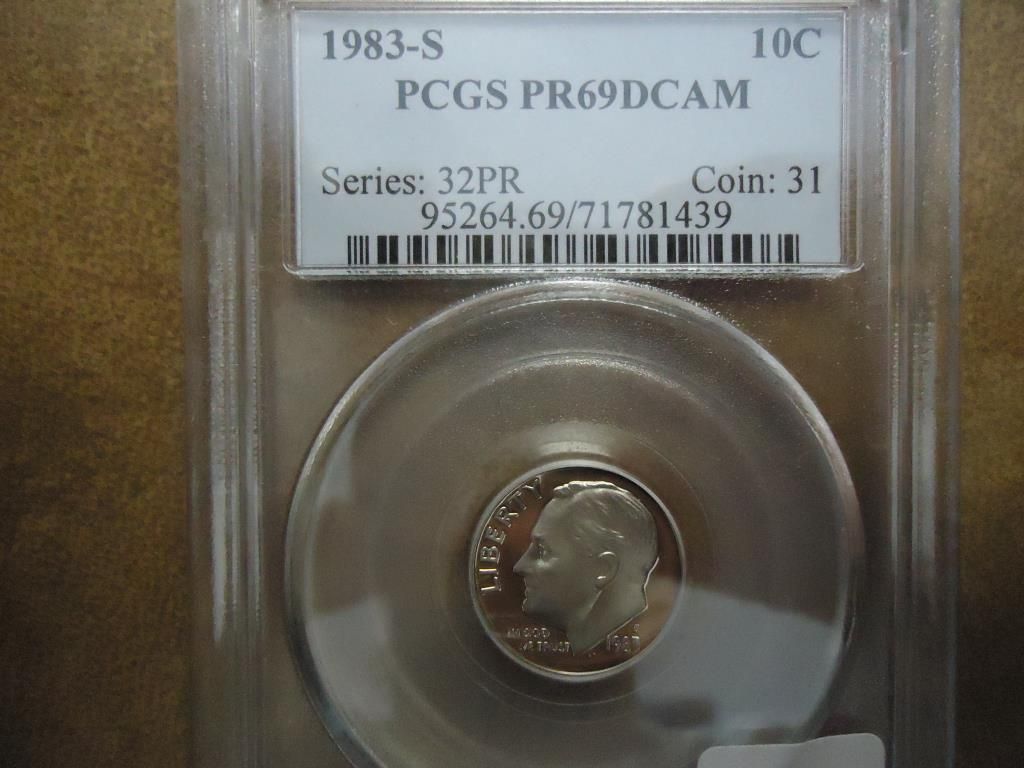 1983-S 10C
PCGS PR69DCAM
Series: 32PR Coin: 31
95264.69/71781439
LIBERTY
IN GOD
WE TRUST